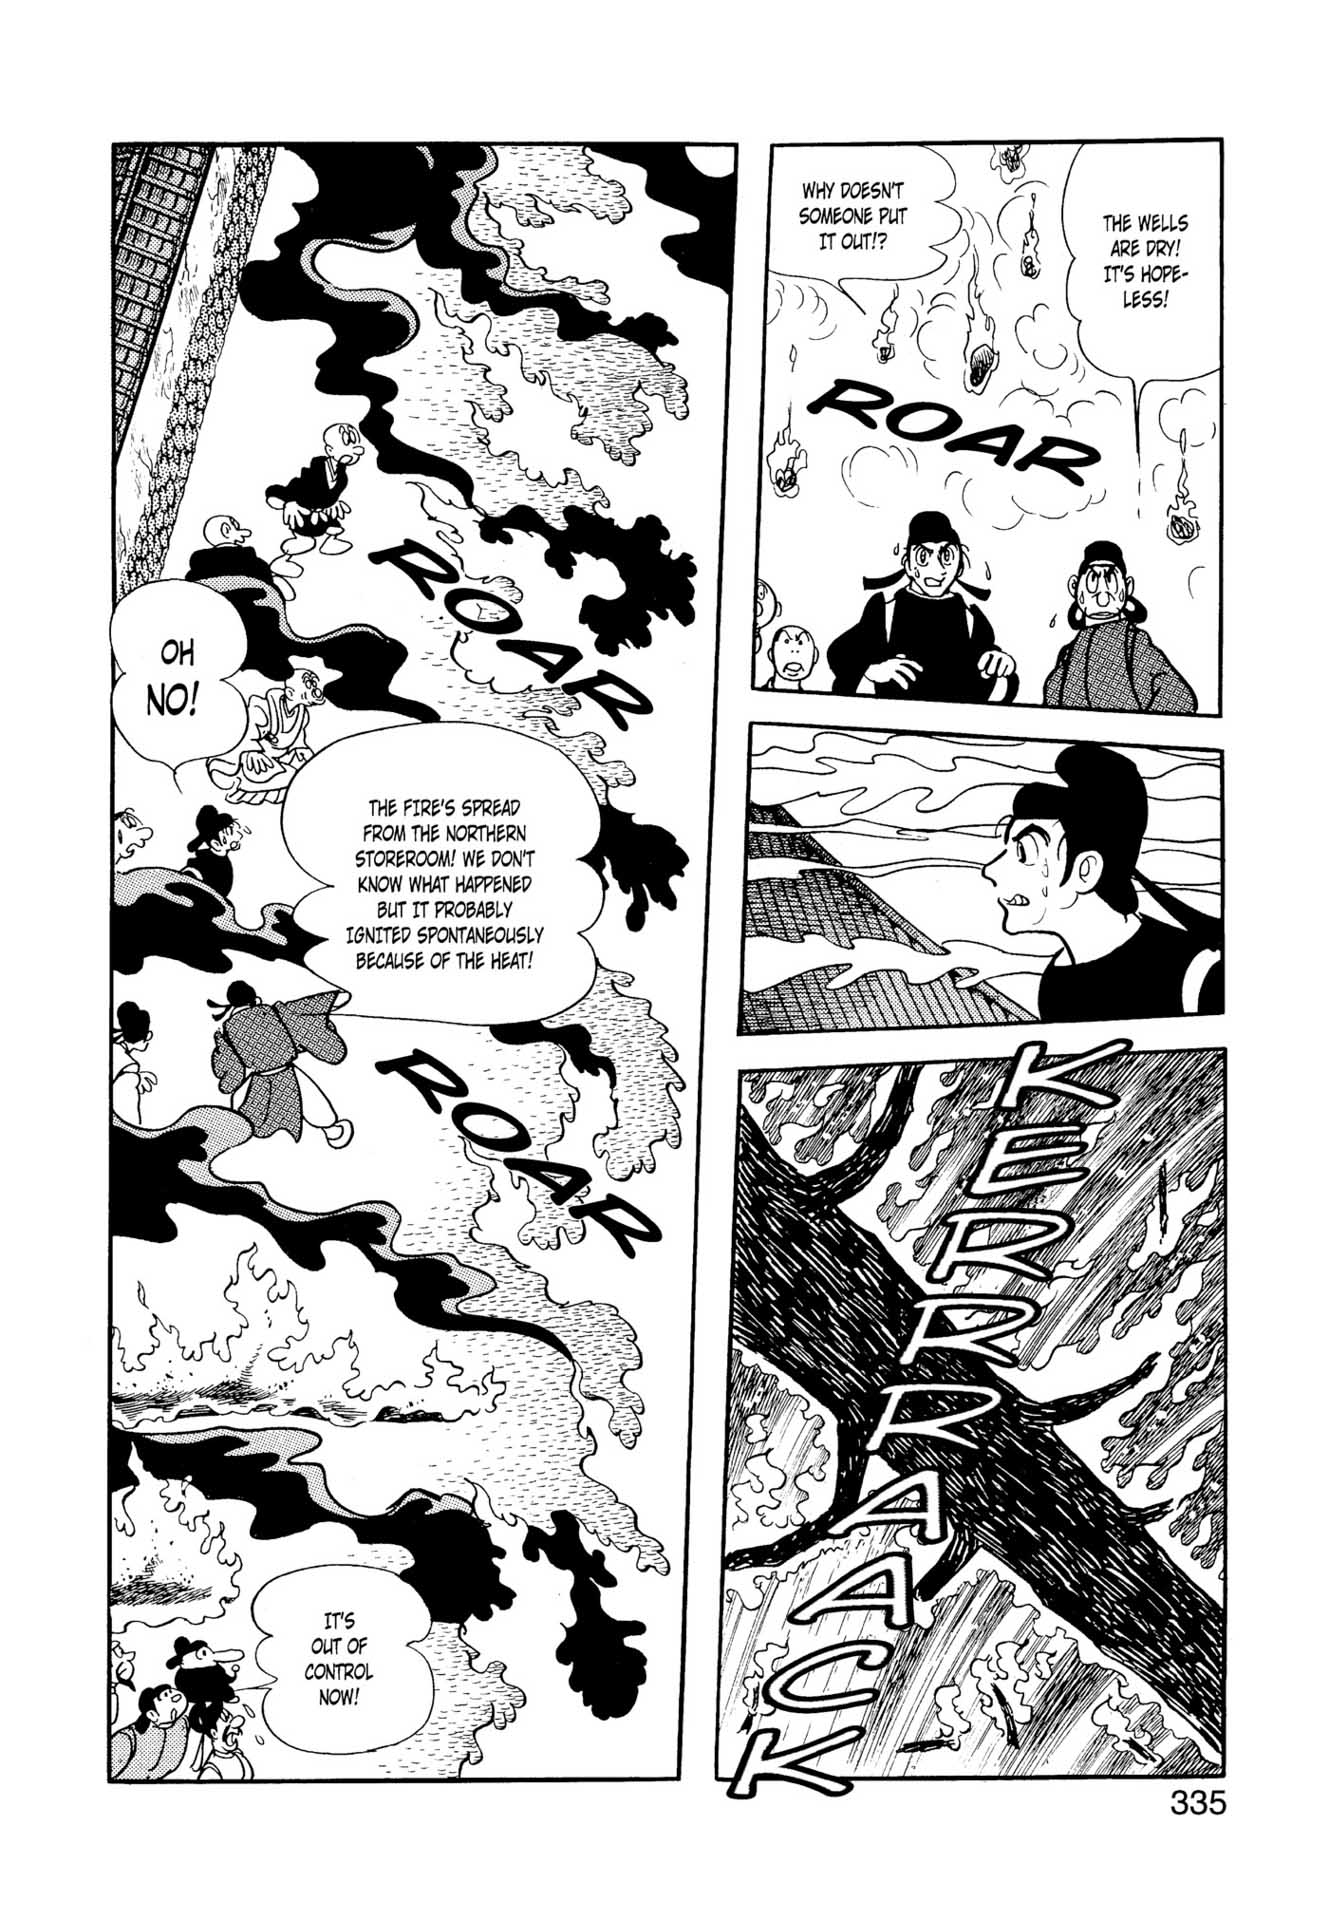 OH
NO!
ROAR
THE FIRE'S SPREAD
FROM THE NORTHERN
STOREROOM! WE DON'T
KNOW WHAT HAPPENED
BUT IT PROBABLY
IGNITED SPONTANEOUSLY
BECAUSE OF THE HEAT!
ROAR
IT'S
OUT OF
CONTROL
NOW!
WHY DOESN'T
SOMEONE PUT
IT OUT!?
THE WELLS
ARE DRY!
IT'S HOPE-
LESS!
ROAR
KERRRAACK
335